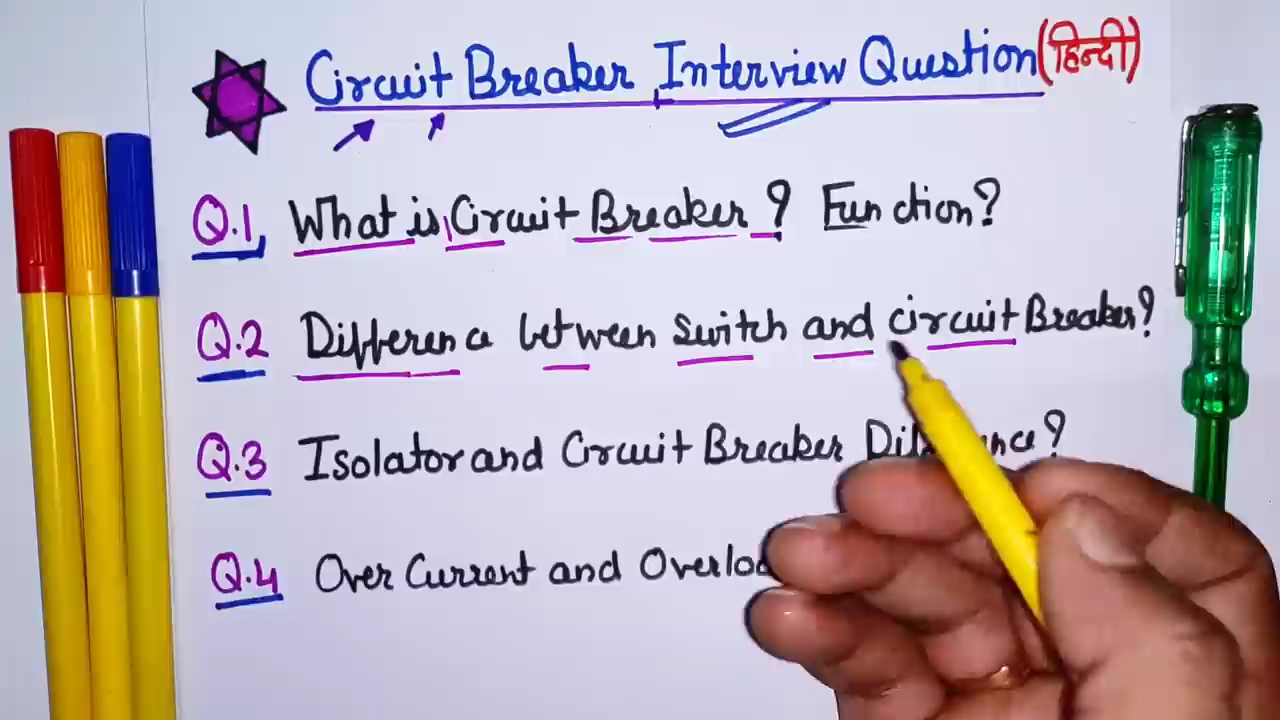 Circuit Breaker Interview Question (हिन्दी)
Q.1 What is Circuit Breaker? Function?
Q.2 Difference between Switch and Circuit Breaker?
Q.3 Isolator and Circuit Breaker
Q.4 Over Current and